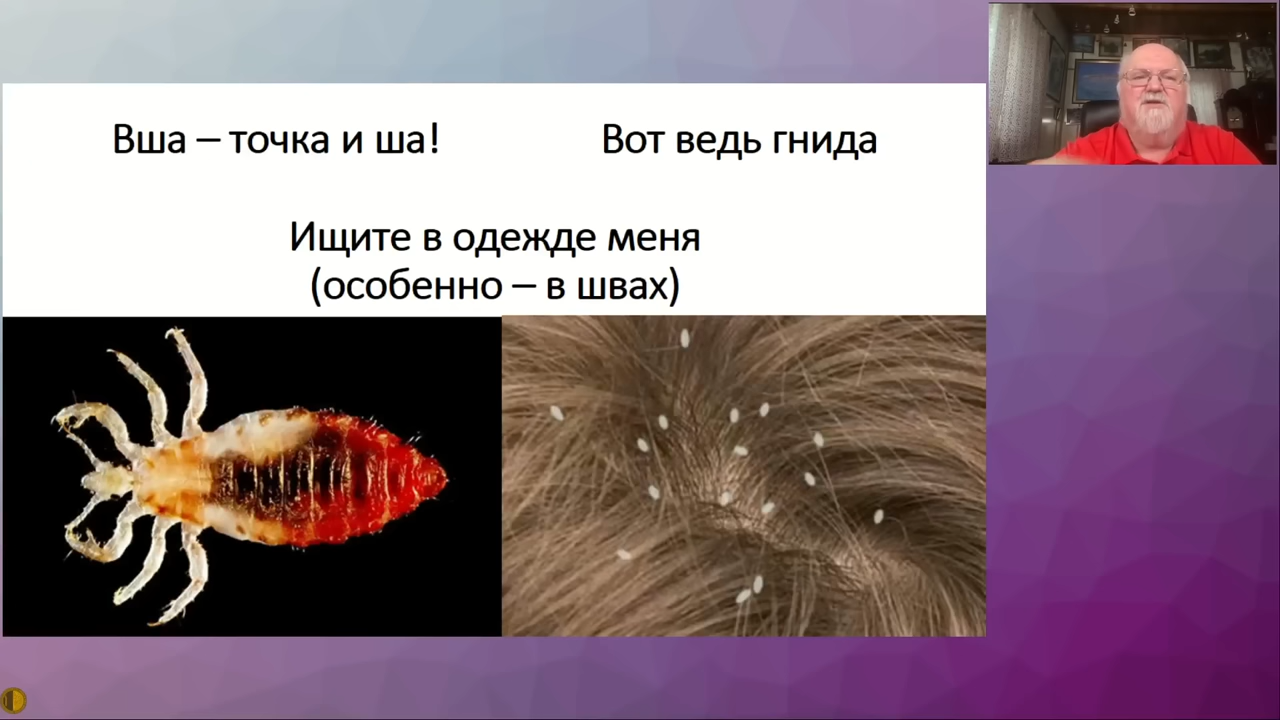 Вша – точка и ша!
Вот ведь гнида
Ищите в одежде меня
(особенно – в швах)